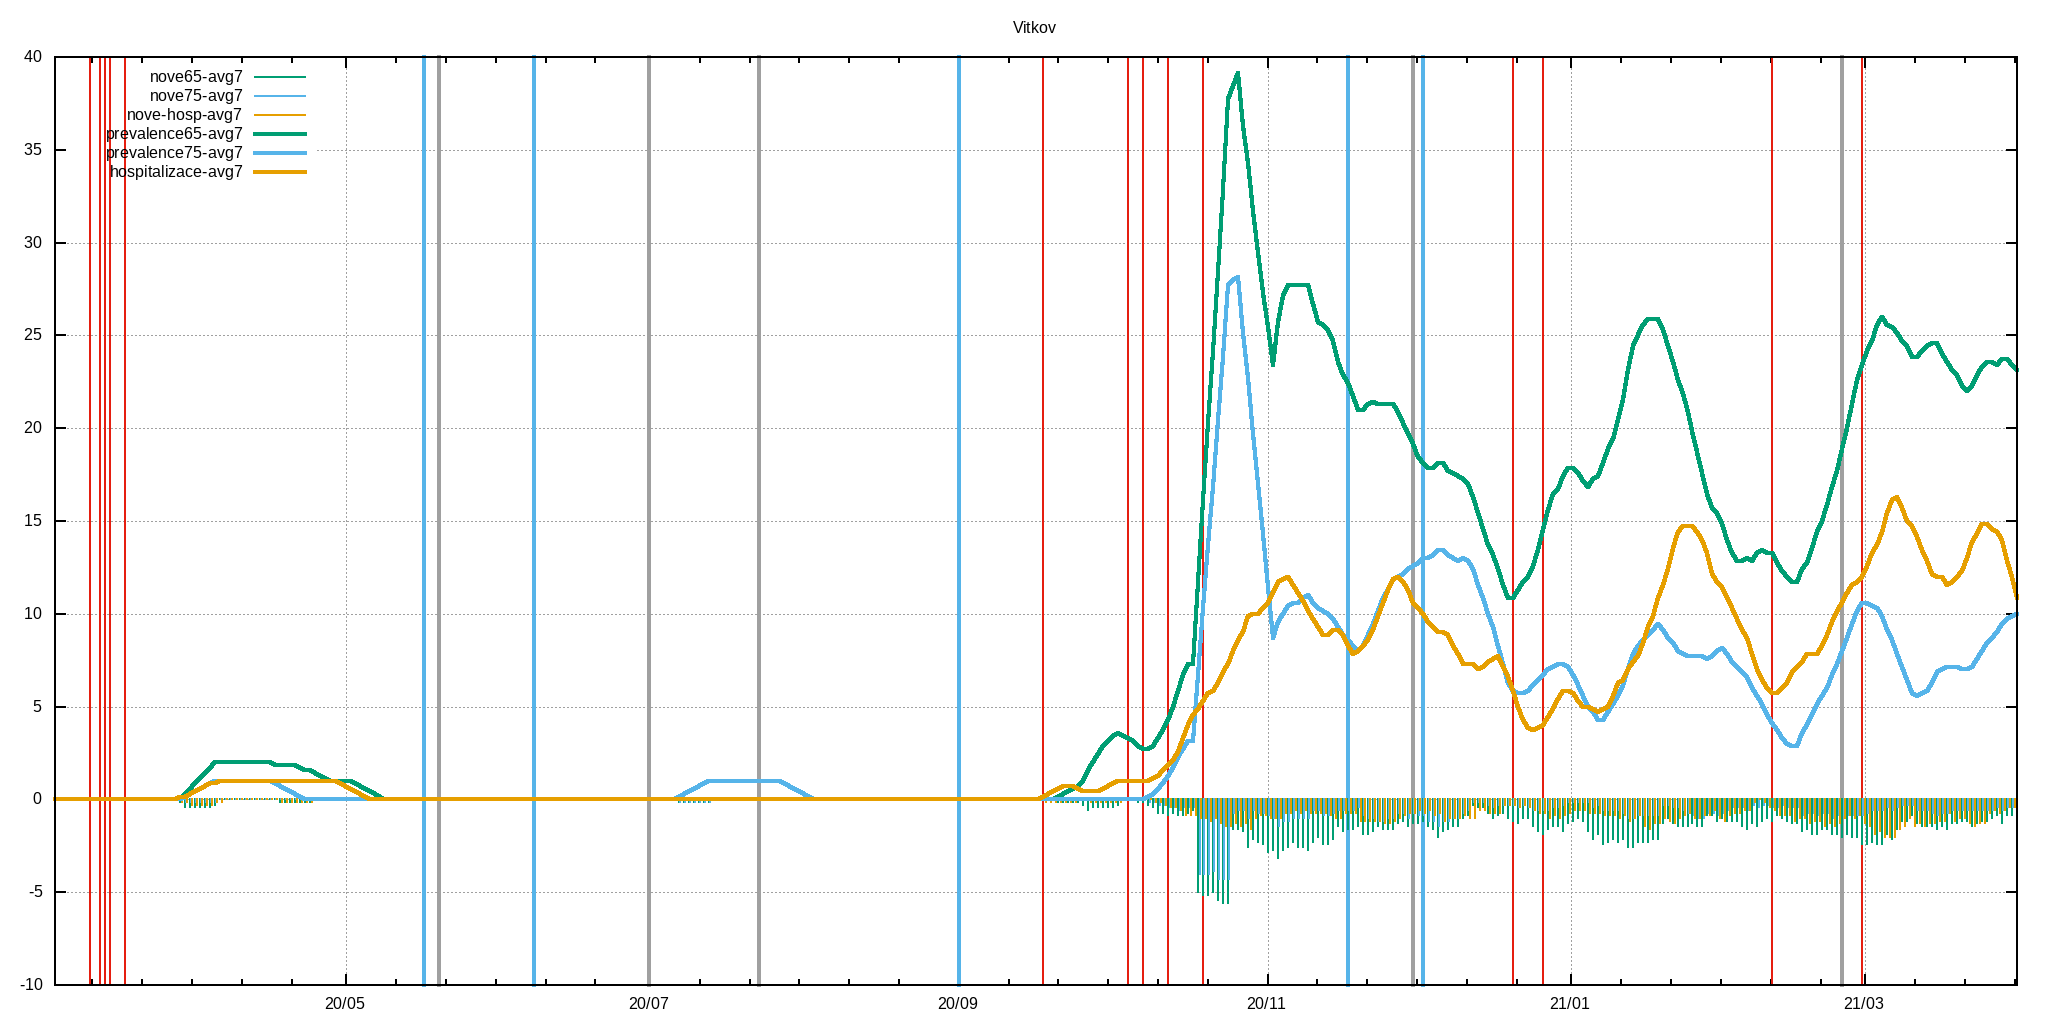 Vitkov
40
35
30
25
20
15
10
5
0
-5
-10
nove65-avg7
nove75-avg7
nove-hosp-avg7
prevalence65-avg7
prevalence75-avg7
hospitalizace-avg7
20/05 20/07 20/09 20/11 21/01 21/03